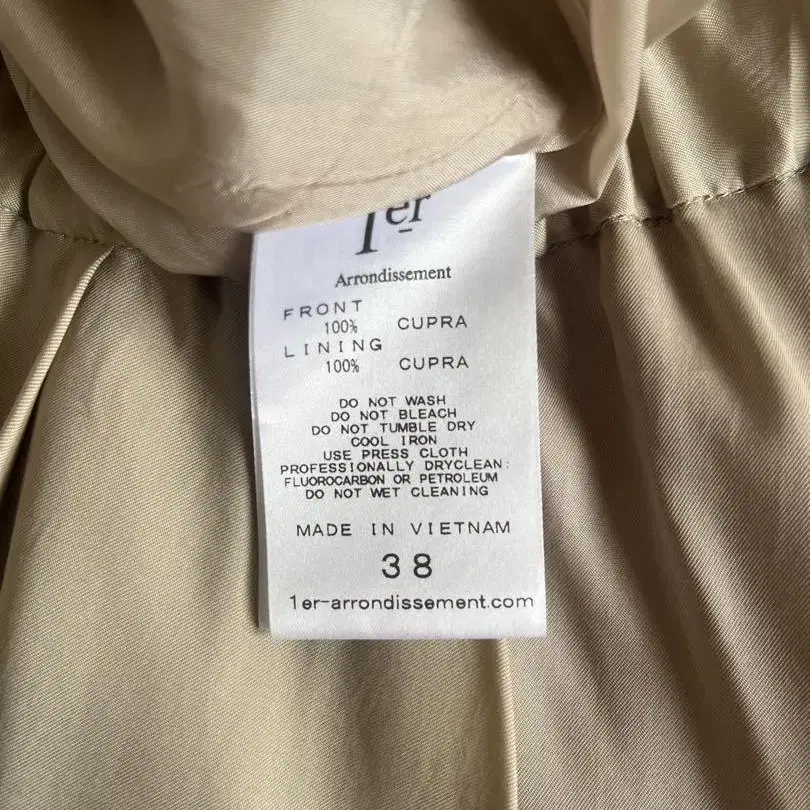 1er
Arrondissement
FRONT
100% CUPRA
LINING
100% CUPRA
DO NOT WASH
DO NOT BLEACH
DO NOT TUMBLE DRY
COOL IRON
USE PRESS CLOTH
PROFESSIONALLY DRYCLEAN:
FLUOROCARBON OR PETROLEUM
DO NOT WET CLEANING
MADE IN VIETNAM
38
1er-arrondissement.com